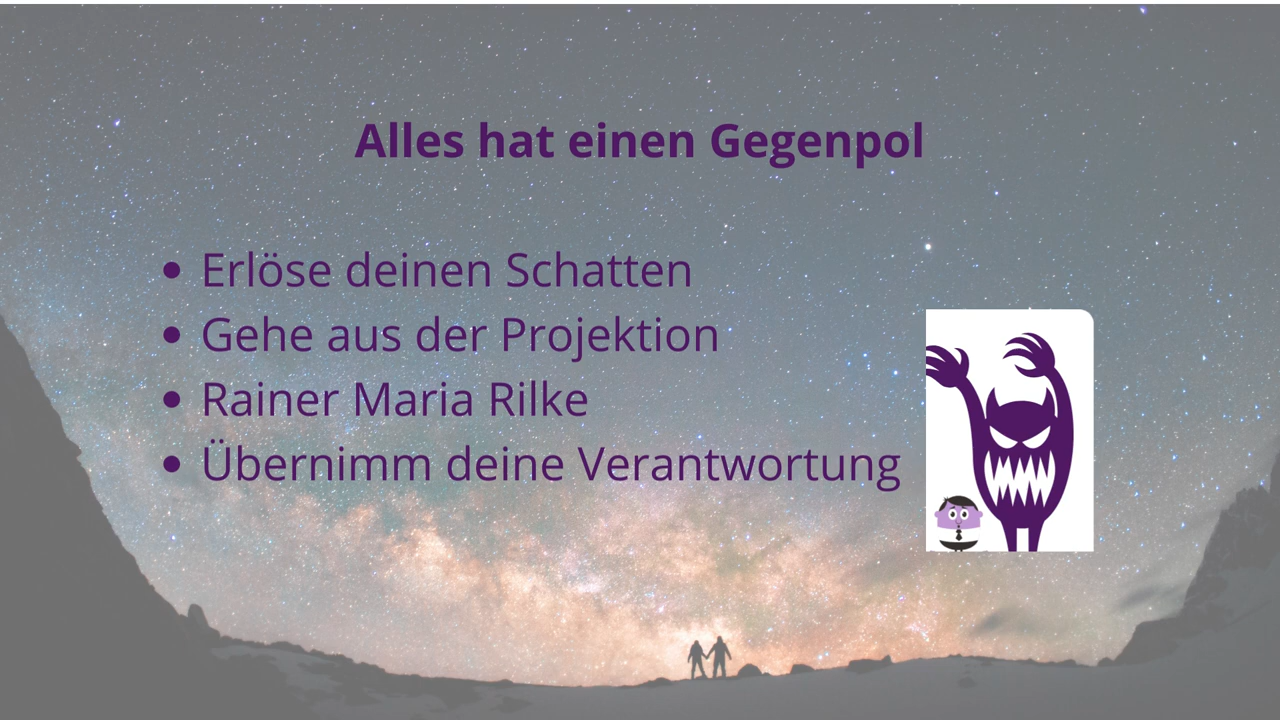 Alles hat einen Gegenpol
Erlöse deinen Schatten
Gehe aus der Projektion
Rainer Maria Rilke
Übernimm deine Verantwortung